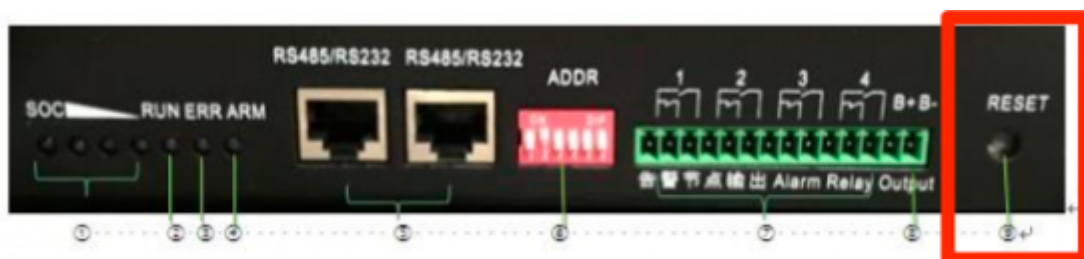 RS485/RS232 RS485/RS232
ADDR
1 2 3 4
SOC RUN ERR ARM
B+ B-
RESET
ON DIP
告警节点输出 Alarm Relay Output
① ② ③ ④ ⑤ ⑥ ⑦ ⑧ ⑨